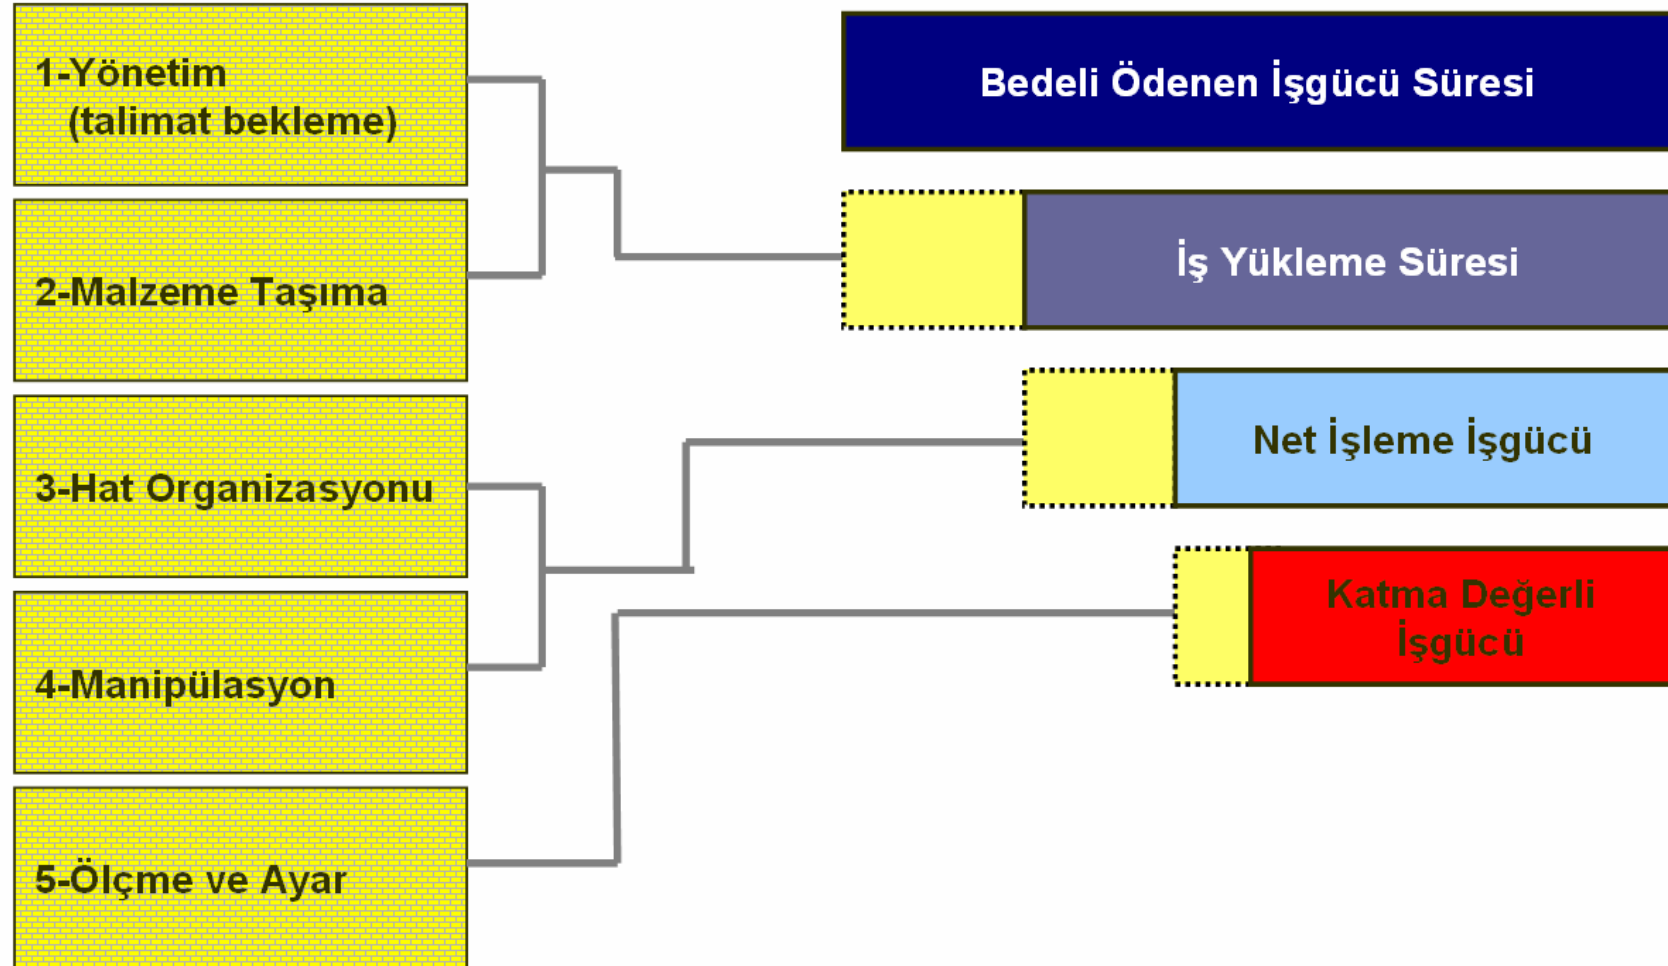 1-Yönetim
(talimat bekleme)
2-Malzeme Taşıma
3-Hat Organizasyonu
4-Manipülasyon
5-Ölçme ve Ayar
Bedeli Ödenen İşgücü Süresi
İş Yükleme Süresi
Net İşleme İşgücü
Katma Değerli
İşgücü